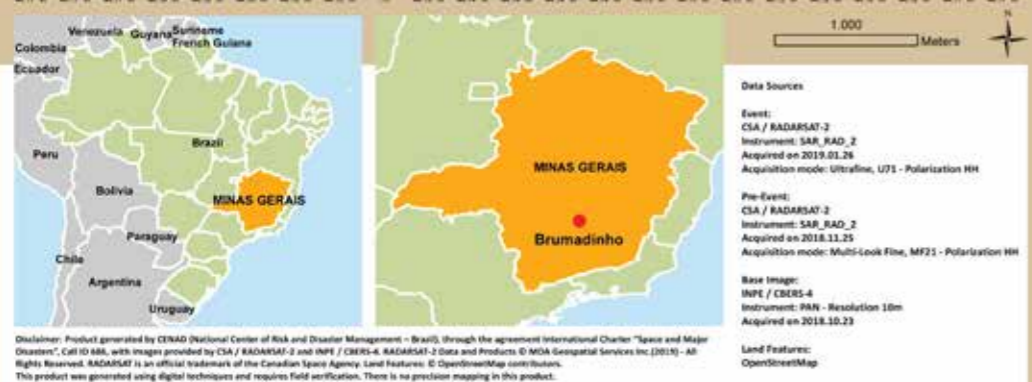 Venezuela
Guyana
Suriname
French Guiana
Colombia
Ecuador
Brazil
Peru
Bolivia
MINAS GERAIS
Paraguay
Chile
Argentina
Uruguay
MINAS GERAIS
Brumadinho
1.000
Meters
N
Data Sources
Event:
CSA / RADARSAT-2
Instrument: SAR_RAD_2
Acquired on 2019.01.26
Acquisition mode: Ultrafine, U71 - Polarization HH
Pre-Event:
CSA / RADARSAT-2
Instrument: SAR_RAD_2
Acquired on 2018.11.25
Acquisition mode: Multi-Look Fine, MF21 - Polarization HH
Base Image:
INPE / CBERS-4
Instrument: PAN - Resolution 10m
Acquired on 2018.10.23
Land Features:
OpenStreetMap
Disclaimer: Product generated by CENAD (National Center of Risk and Disaster Management – Brazil), through the agreement International Charter "Space and Major
Disasters", Call ID 686, with images provided by CSA / RADARSAT-2 and INPE / CBERS-4. RADARSAT-2 Data and Products © MDA Geospatial Services Inc.(2019) - All
Rights Reserved. RADARSAT is an official trademark of the Canadian Space Agency. Land Features: © OpenStreetMap contributors.
This product was generated using digital techniques and requires field verification. There is no precision mapping in this product.